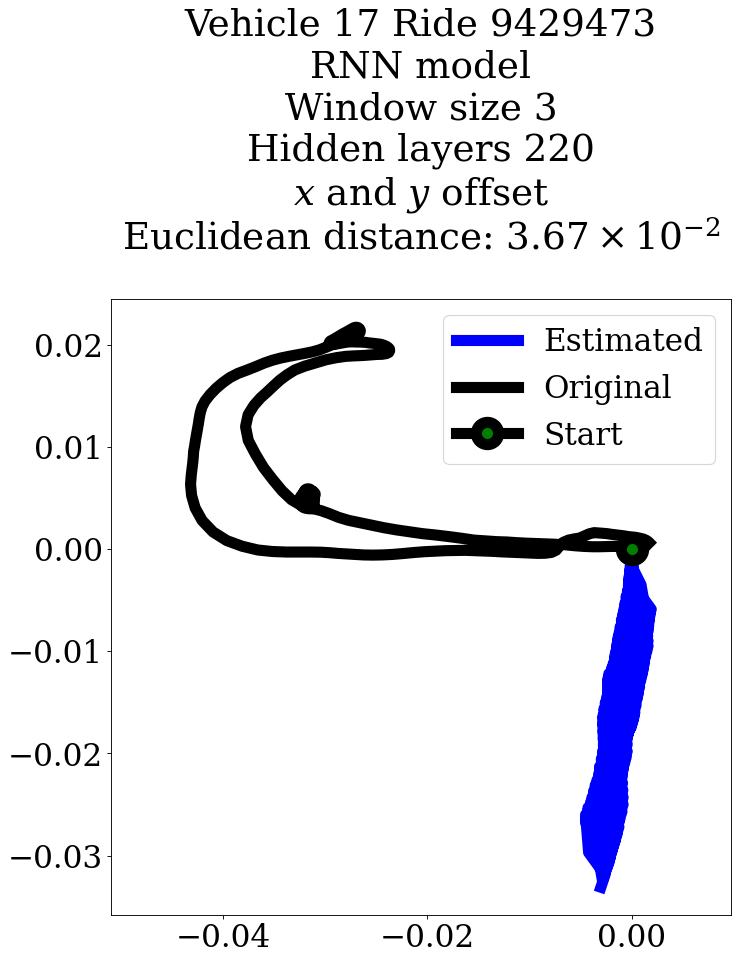 Vehicle 17 Ride 9429473
RNN model
Window size 3
Hidden layers 220
x and y offset
Euclidean distance: 3.67 × 10⁻²
Estimated
Original
Start
0.02
0.01
0.00
−0.01
−0.02
−0.03
−0.04
−0.02
0.00